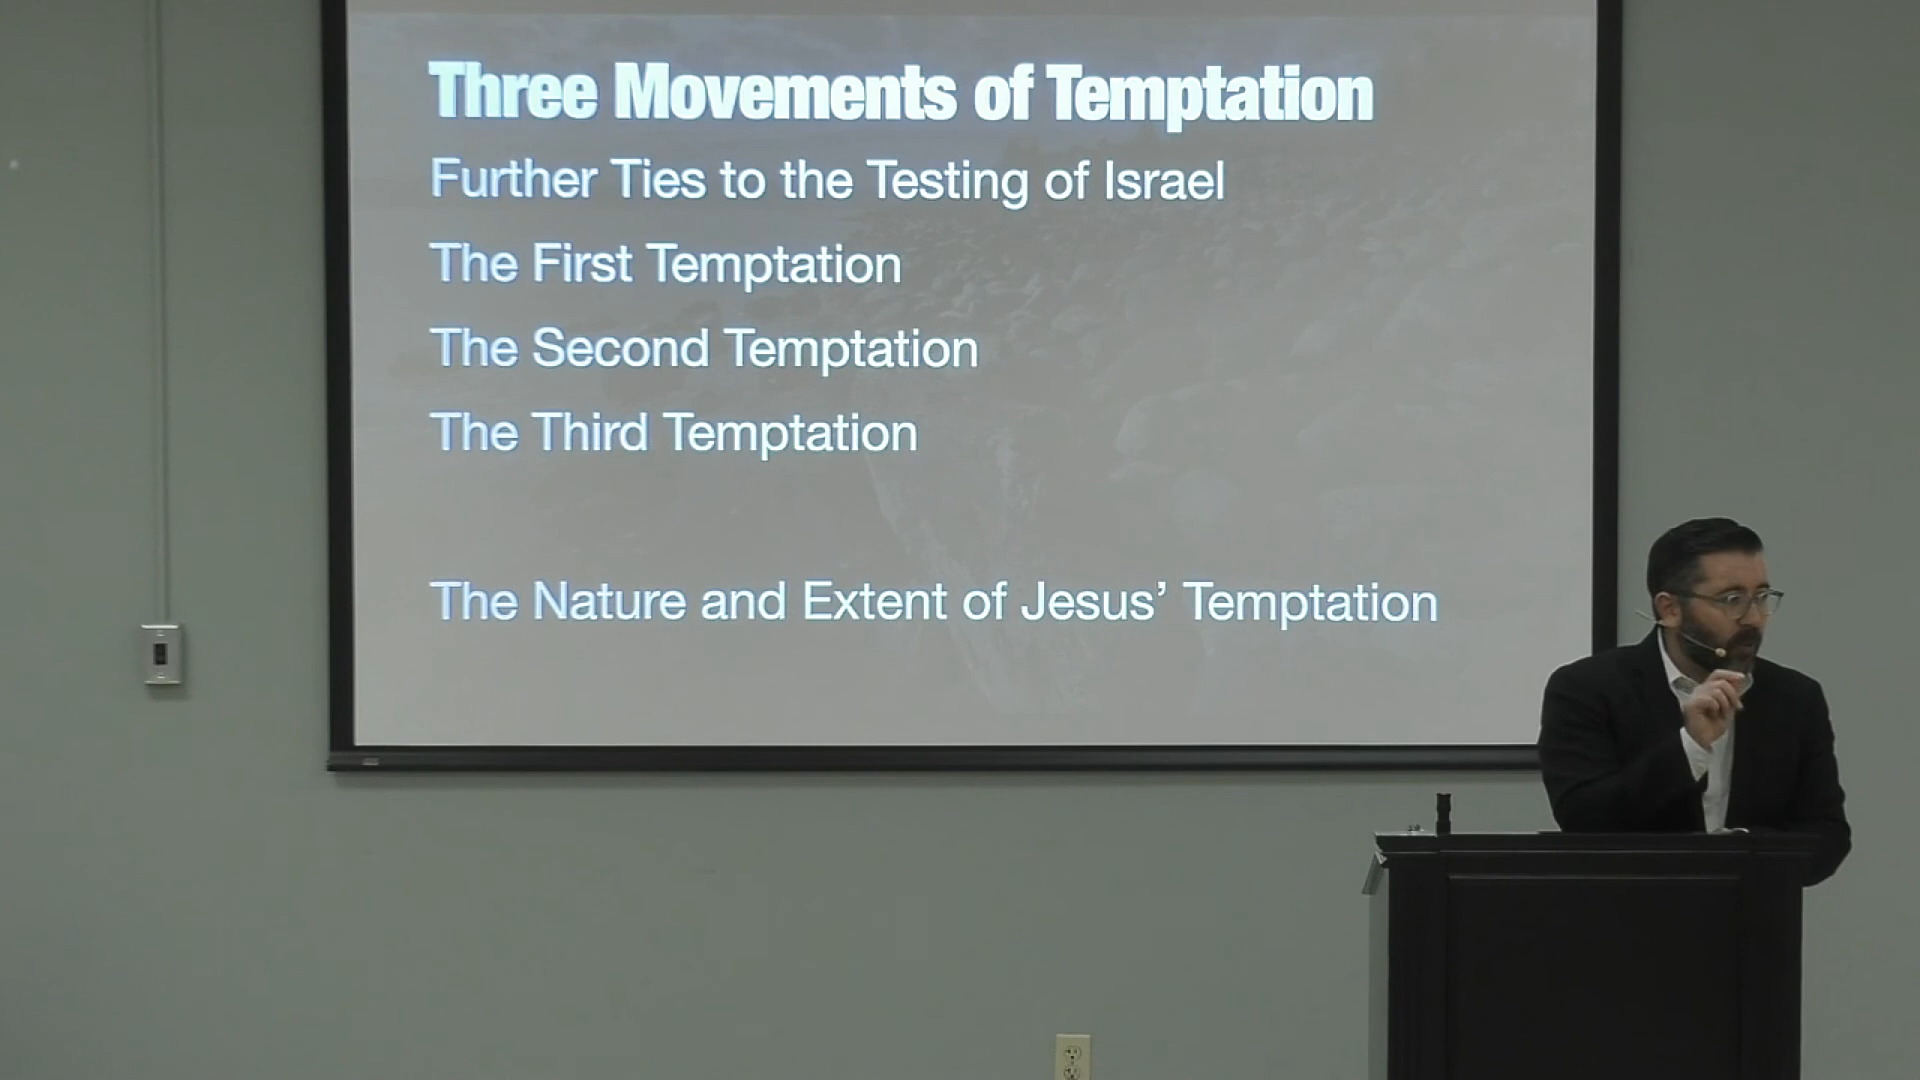 Three Movements of Temptation
Further Ties to the Testing of Israel
The First Temptation
The Second Temptation
The Third Temptation
The Nature and Extent of Jesus’ Temptation